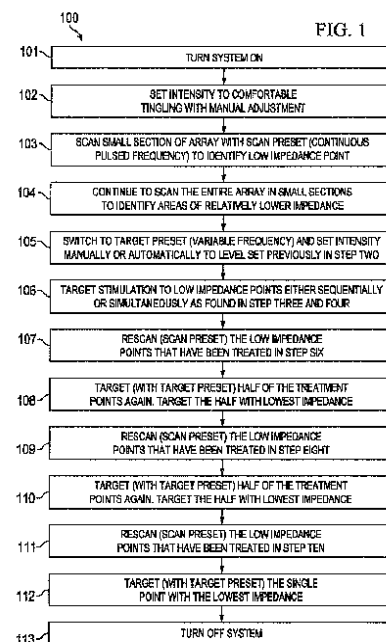 100
FIG. 1
101
TURN SYSTEM ON
102
SET INTENSITY TO COMFORTABLE
TINGLING WITH MANUAL ADJUSTMENT
103
SCAN SMALL SECTION OF ARRAY WITH SCAN PRESET (CONTINUOUS
PULSED FREQUENCY) TO IDENTIFY LOW IMPEDANCE POINT
104
CONTINUE TO SCAN THE ENTIRE ARRAY IN SMALL SECTIONS
TO IDENTIFY AREAS OF RELATIVELY LOWER IMPEDANCE
105
SWITCH TO TARGET PRESET (VARIABLE FREQUENCY) AND SET INTENSITY
MANUALLY OR AUTOMATICALLY TO LEVEL SET PREVIOUSLY IN STEP TWO
106
TARGET STIMULATION TO LOW IMPEDANCE POINTS EITHER SEQUENTIALLY
OR SIMULTANEOUSLY AS FOUND IN STEP THREE AND FOUR
107
RESCAN (SCAN PRESET) THE LOW IMPEDANCE
POINTS THAT HAVE BEEN TREATED IN STEP SIX
108
TARGET (WITH TARGET PRESET) HALF OF THE TREATMENT
POINTS AGAIN. TARGET THE HALF WITH LOWEST IMPEDANCE
109
RESCAN (SCAN PRESET) THE LOW IMPEDANCE
POINTS THAT HAVE BEEN TREATED IN STEP EIGHT
110
TARGET (WITH TARGET PRESET) HALF OF THE TREATMENT
POINTS AGAIN. TARGET THE HALF WITH LOWEST IMPEDANCE
111
RESCAN (SCAN PRESET) THE LOW IMPEDANCE
POINTS THAT HAVE BEEN TREATED IN STEP TEN
112
TARGET (WITH TARGET PRESET) THE SINGLE
POINT WITH THE LOWEST IMPEDANCE
113
TURN OFF SYSTEM